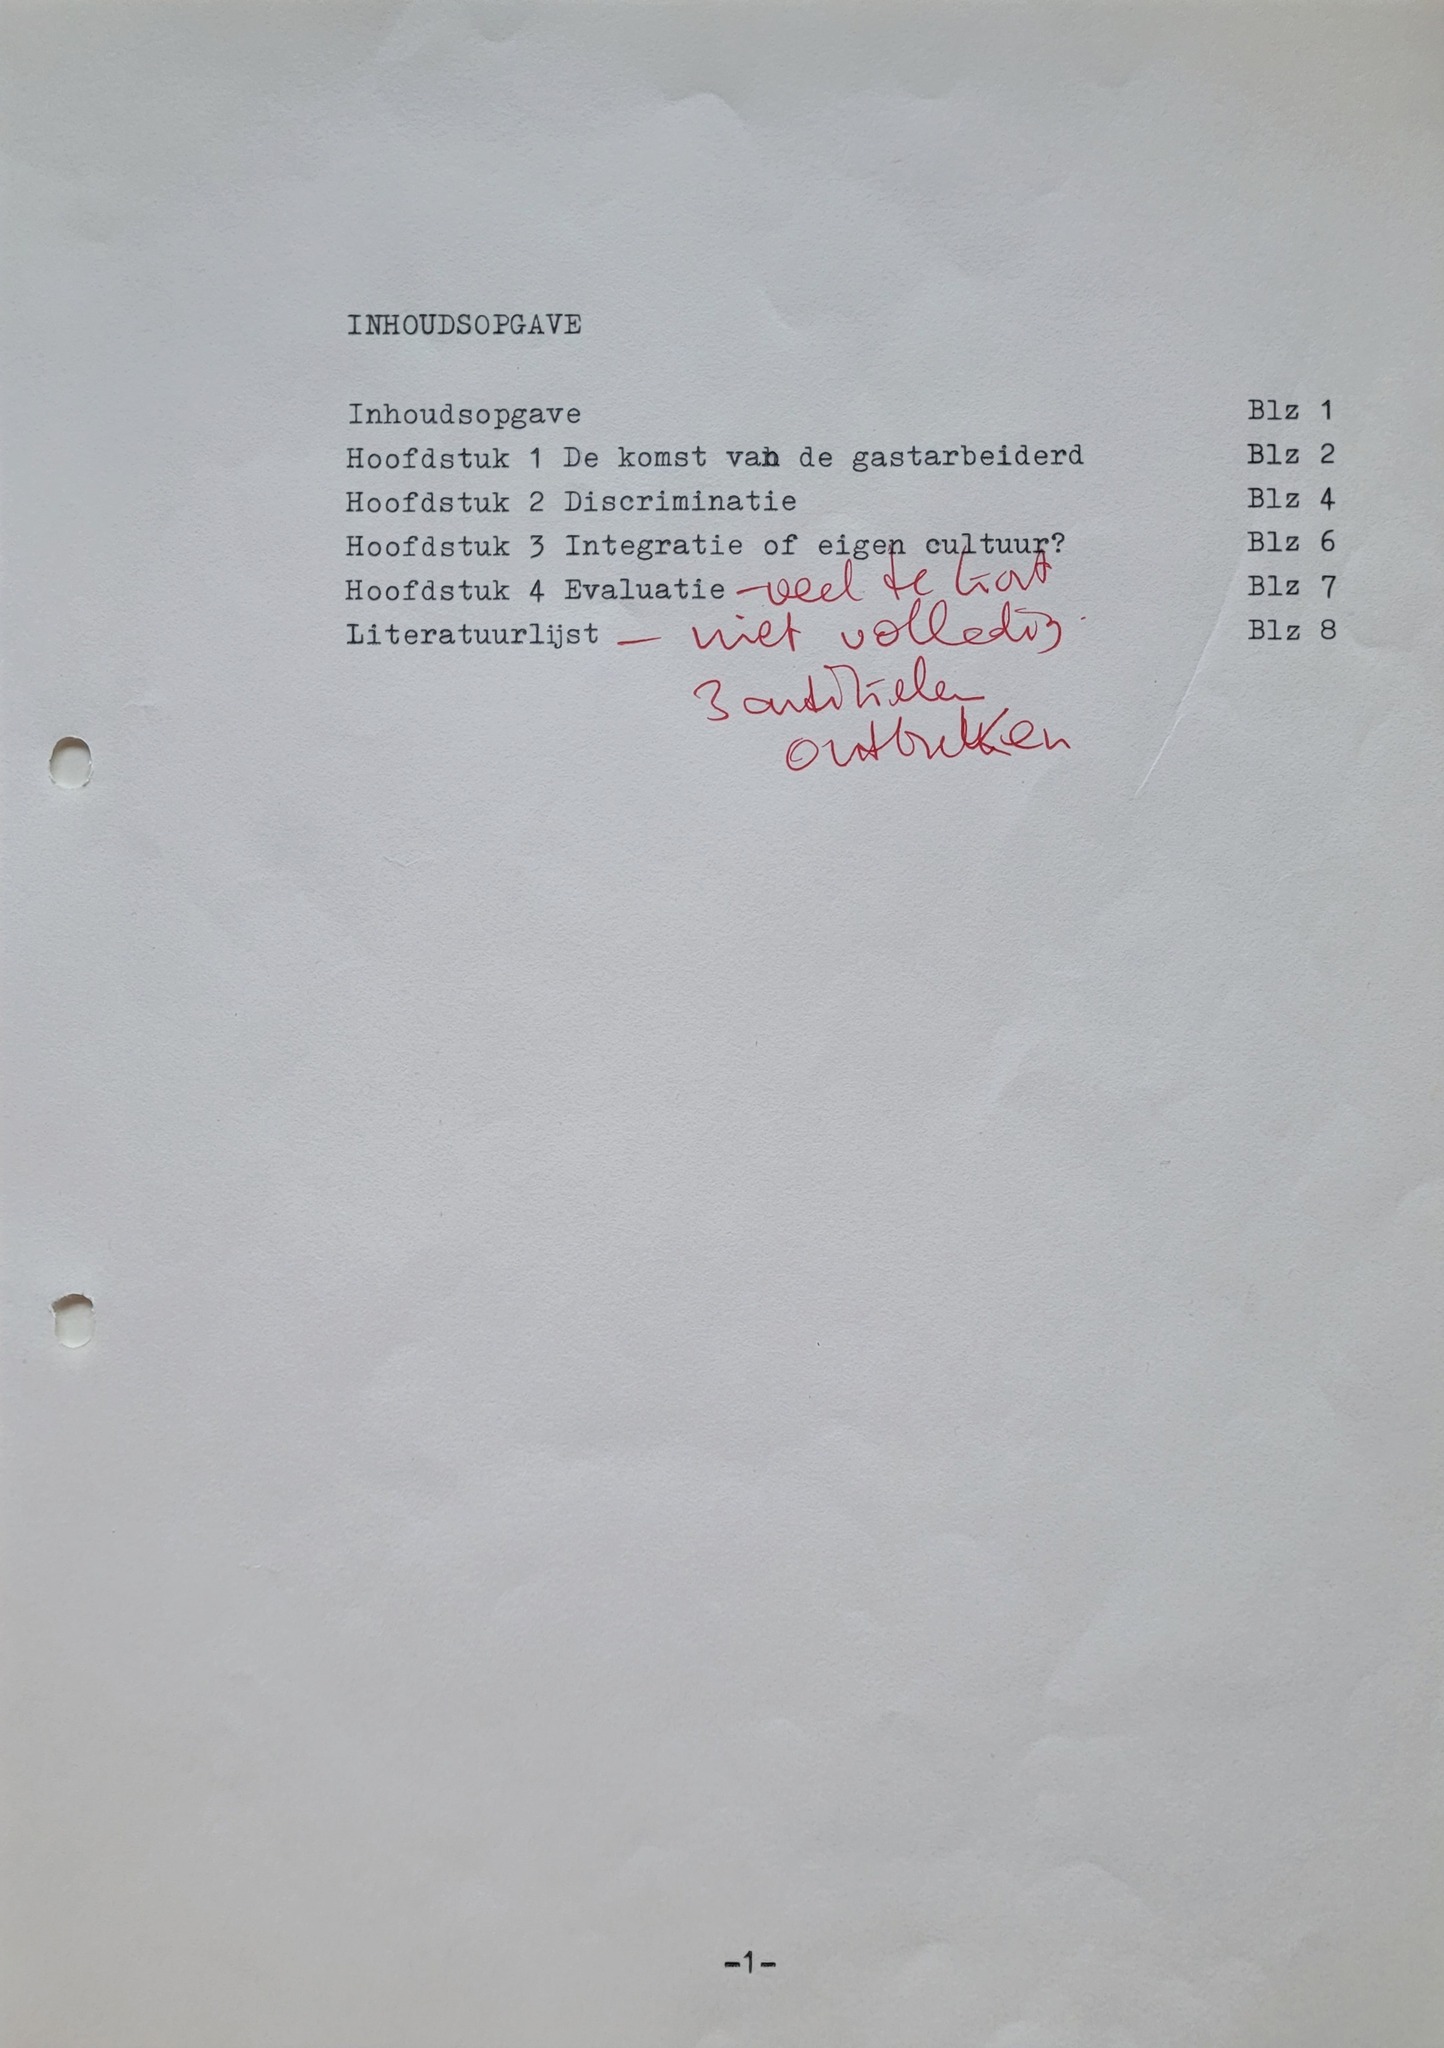 INHOUDSOPGAVE
Inhoudsopgave Blz 1
Hoofdstuk 1 De komst van de gastarbeiderd Blz 2
Hoofdstuk 2 Discriminatie Blz 4
Hoofdstuk 3 Integratie of eigen cultuur? Blz 6
Hoofdstuk 4 Evaluatie - veel te kort Blz 7
Literatuurlijst - niet volledig. Blz 8
3 artikelen
ontbreken
-1-